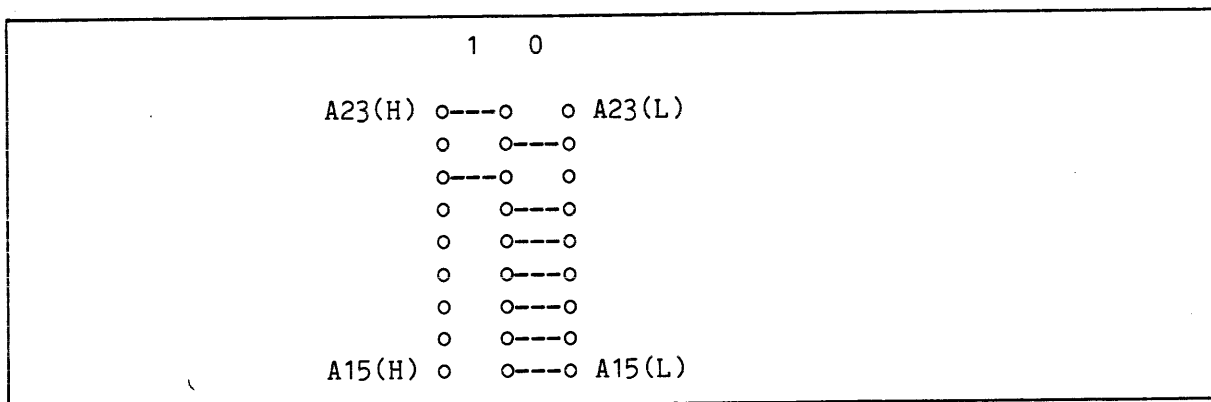 1 0
A23(H) o---o o A23(L)
o o---o
o---o o
o o---o
o o---o
o o---o
o o---o
o o---o
A15(H) o o---o A15(L)